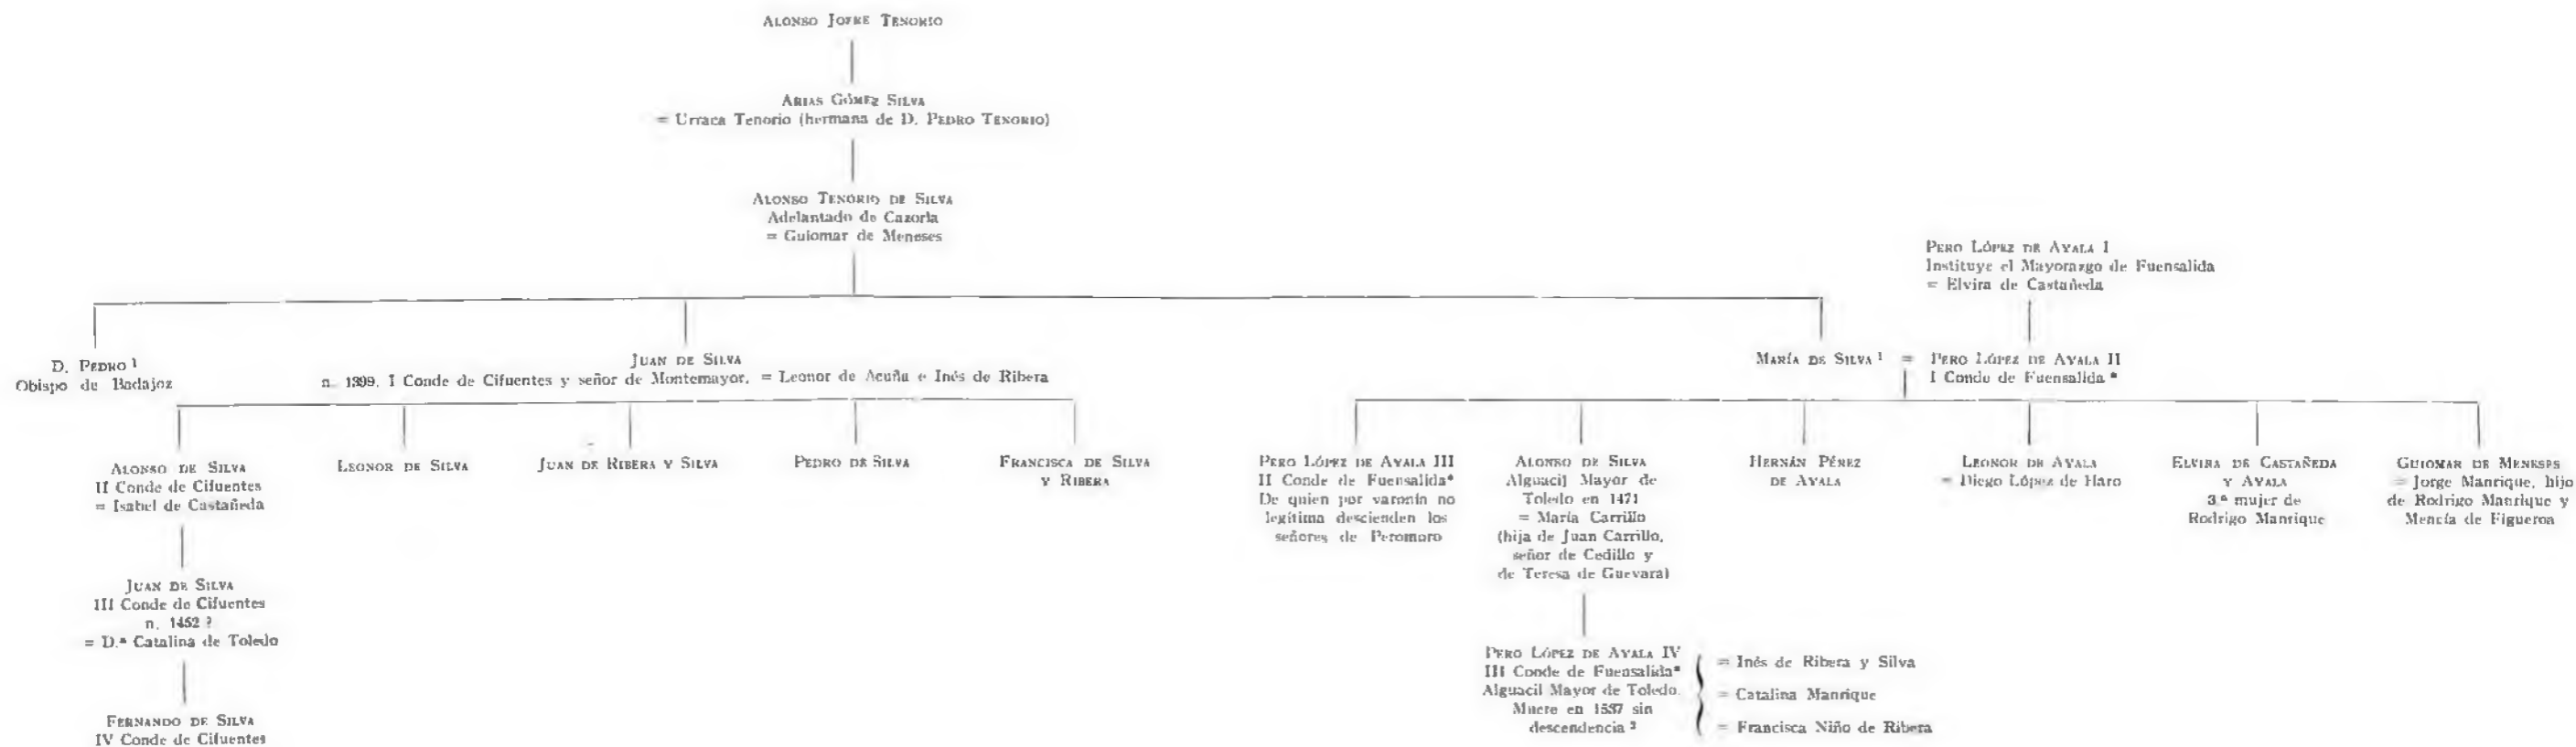 ALONSO JOFRE TENORIO
ARIAS GÓMEZ SILVA
= Urraca Tenorio (hermana de D. PEDRO TENORIO)
ALONSO TENORIO DE SILVA
Adelantado de Cazorla
= Guiomar de Meneses
PERO LÓPEZ DE AYALA I
Instituye el Mayorazgo de Fuensalida
= Elvira de Castañeda
D. PEDRO 1
Obispo de Badajoz
JUAN DE SILVA
n. 1399. I Conde de Cifuentes y señor de Montemayor. = Leonor de Acuña e Inés de Ribera
MARÍA DE SILVA 1 = PERO LÓPEZ DE AYALA II
I Conde de Fuensalida *
ALONSO DE SILVA
II Conde de Cifuentes
= Isabel de Castañeda
LEONOR DE SILVA
JUAN DE RIBERA Y SILVA
PEDRO DE SILVA
FRANCISCA DE SILVA
Y RIBERA
PERO LÓPEZ DE AYALA III
II Conde de Fuensalida*
De quien por varonín no
legítima descienden los
señores de Peromoro
ALONSO DE SILVA
Alguacil Mayor de
Toledo en 1471
= María Carrillo
(hija de Juan Carrillo,
señor de Cedillo y
de Teresa de Guevara)
HERNÁN PÉREZ
DE AYALA
LEONOR DE AYALA
= Diego López de Haro
ELVIRA DE CASTAÑEDA
Y AYALA
3.ª mujer de
Rodrigo Manrique
GUIOMAR DE MENESES
= Jorge Manrique, hijo
de Rodrigo Manrique y
Mencía de Figueroa
JUAN DE SILVA
III Conde de Cifuentes
n. 1452 ?
= D.ª Catalina de Toledo
PERO LÓPEZ DE AYALA IV
III Conde de Fuensalida*
Alguacil Mayor de Toledo.
Muere en 1537 sin
descendencia 2
= Inés de Ribera y Silva
= Catalina Manrique
= Francisca Niño de Ribera
FERNANDO DE SILVA
IV Conde de Cifuentes